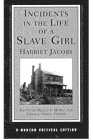 INCIDENTS IN THE
LIFE OF A
SLAVE GIRL
HARRIET JACOBS
A NORTON CRITICAL EDITION